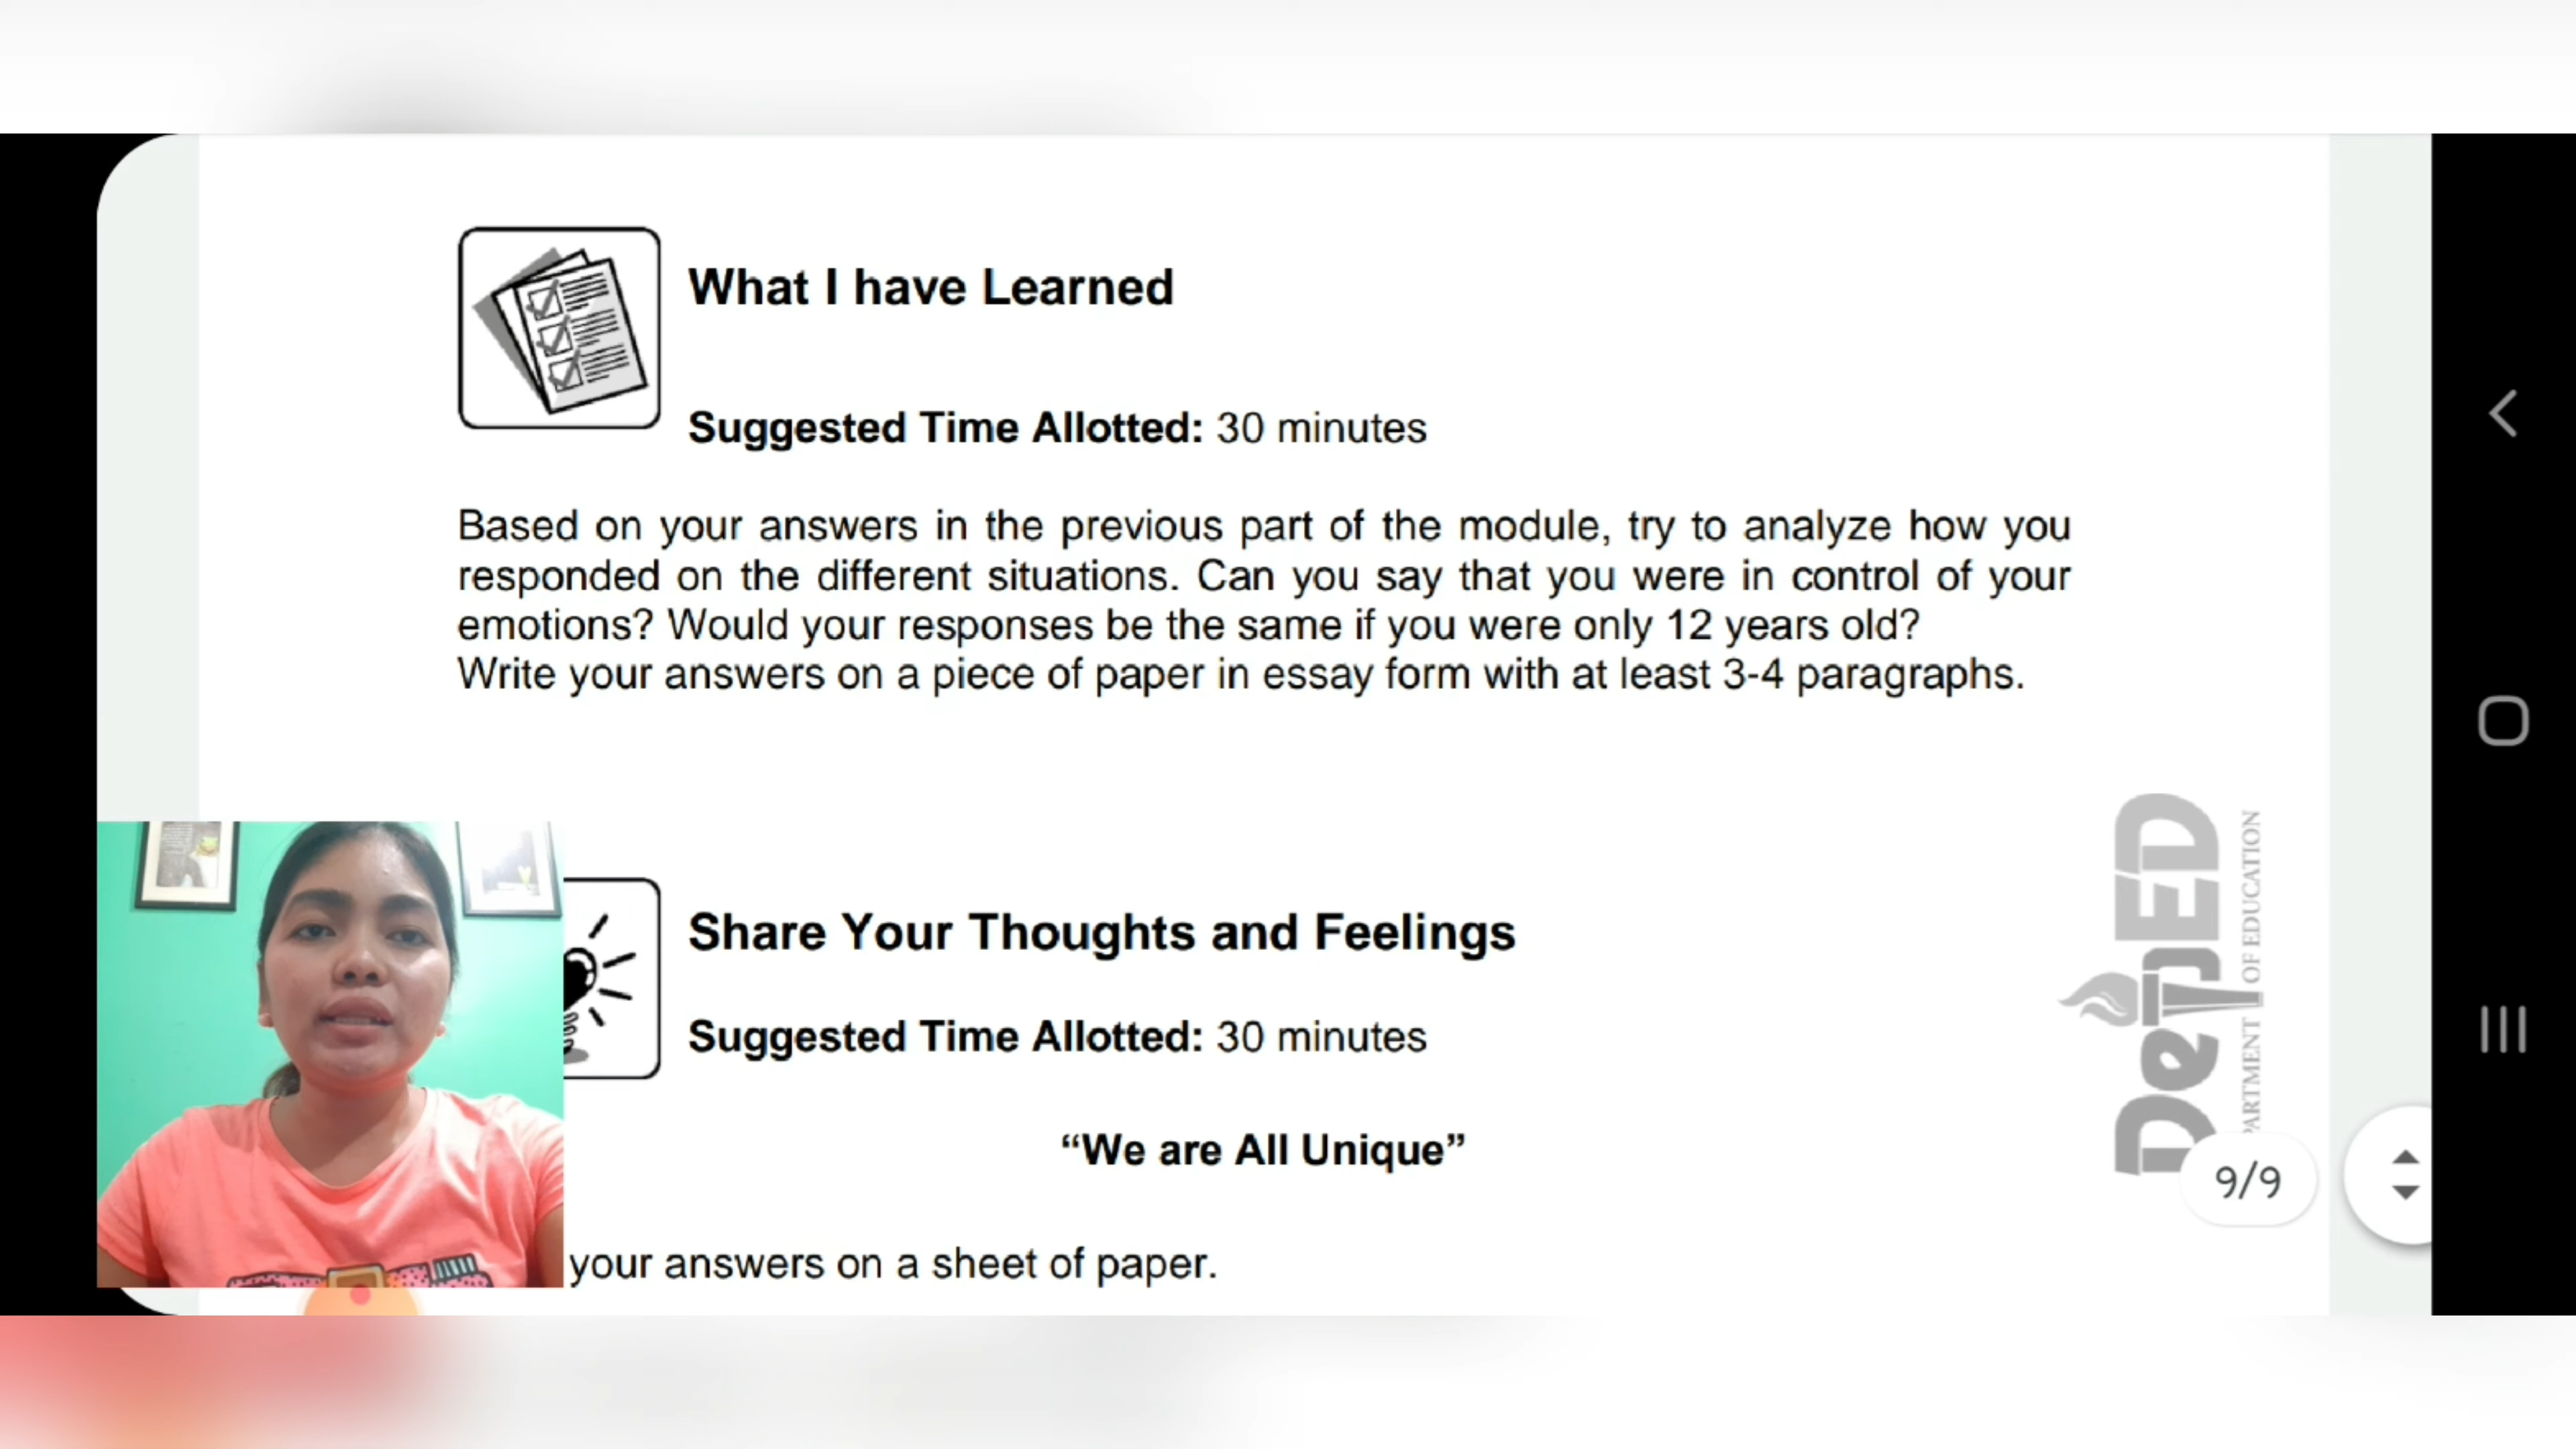 What I have Learned
Suggested Time Allotted: 30 minutes
Based on your answers in the previous part of the module, try to analyze how you
responded on the different situations. Can you say that you were in control of your
emotions? Would your responses be the same if you were only 12 years old?
Write your answers on a piece of paper in essay form with at least 3-4 paragraphs.
Share Your Thoughts and Feelings
Suggested Time Allotted: 30 minutes
“We are All Unique”
your answers on a sheet of paper.
DepED
OF EDUCATION
9/9